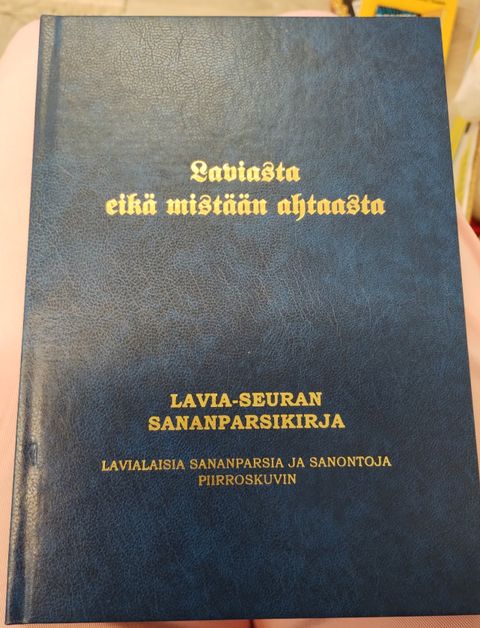 Laviasta
eikä mistään ahtaasta
LAVIA-SEURAN
SANANPARSIKIRJA
LAVIALAISIA SANANPARSIA JA SANONTOJA
PIIRROSKUVIN